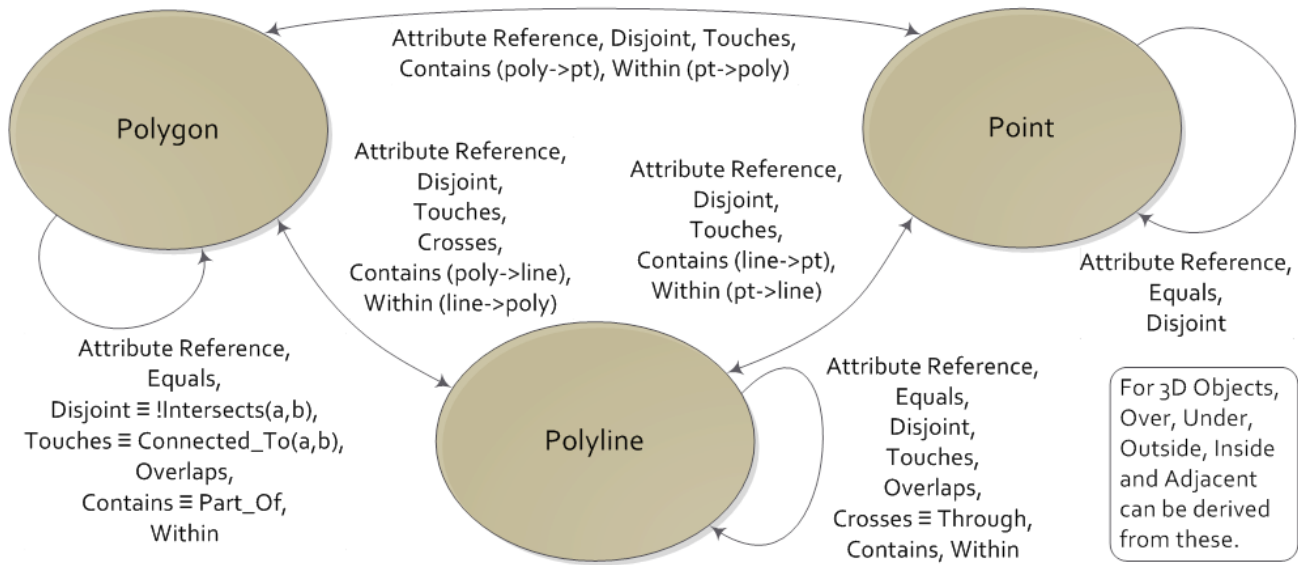 Attribute Reference, Disjoint, Touches,
Contains (poly->pt), Within (pt->poly)
Polygon
Point
Attribute Reference,
Disjoint,
Touches,
Crosses,
Contains (poly->line),
Within (line->poly)
Attribute Reference,
Disjoint,
Touches,
Contains (line->pt),
Within (pt->line)
Attribute Reference,
Equals,
Disjoint
Attribute Reference,
Equals,
Disjoint ≡ !Intersects(a,b),
Touches ≡ Connected_To(a,b),
Overlaps,
Contains ≡ Part_Of,
Within
Polyline
Attribute Reference,
Equals,
Disjoint,
Touches,
Overlaps,
Crosses ≡ Through,
Contains, Within
For 3D Objects,
Over, Under,
Outside, Inside
and Adjacent
can be derived
from these.